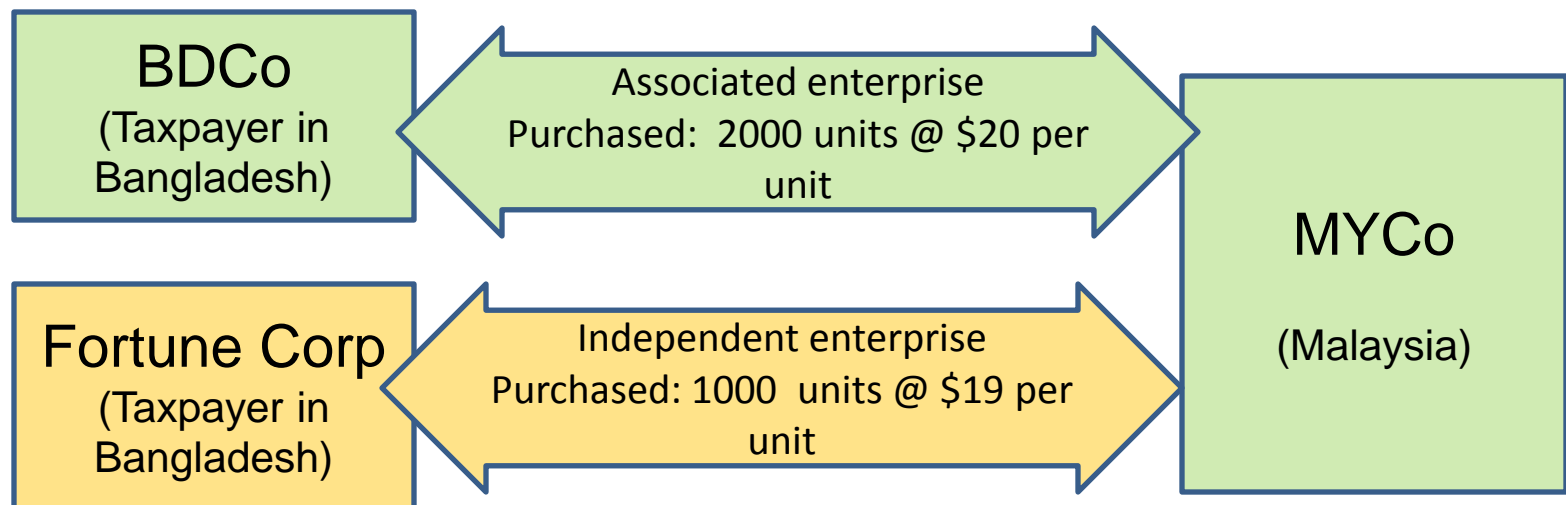 BDCo
(Taxpayer in
Bangladesh)
Associated enterprise
Purchased:  2000 units @ $20 per
unit
MYCo
(Malaysia)
Fortune Corp
(Taxpayer in
Bangladesh)
Independent enterprise
Purchased: 1000  units @ $19 per
unit